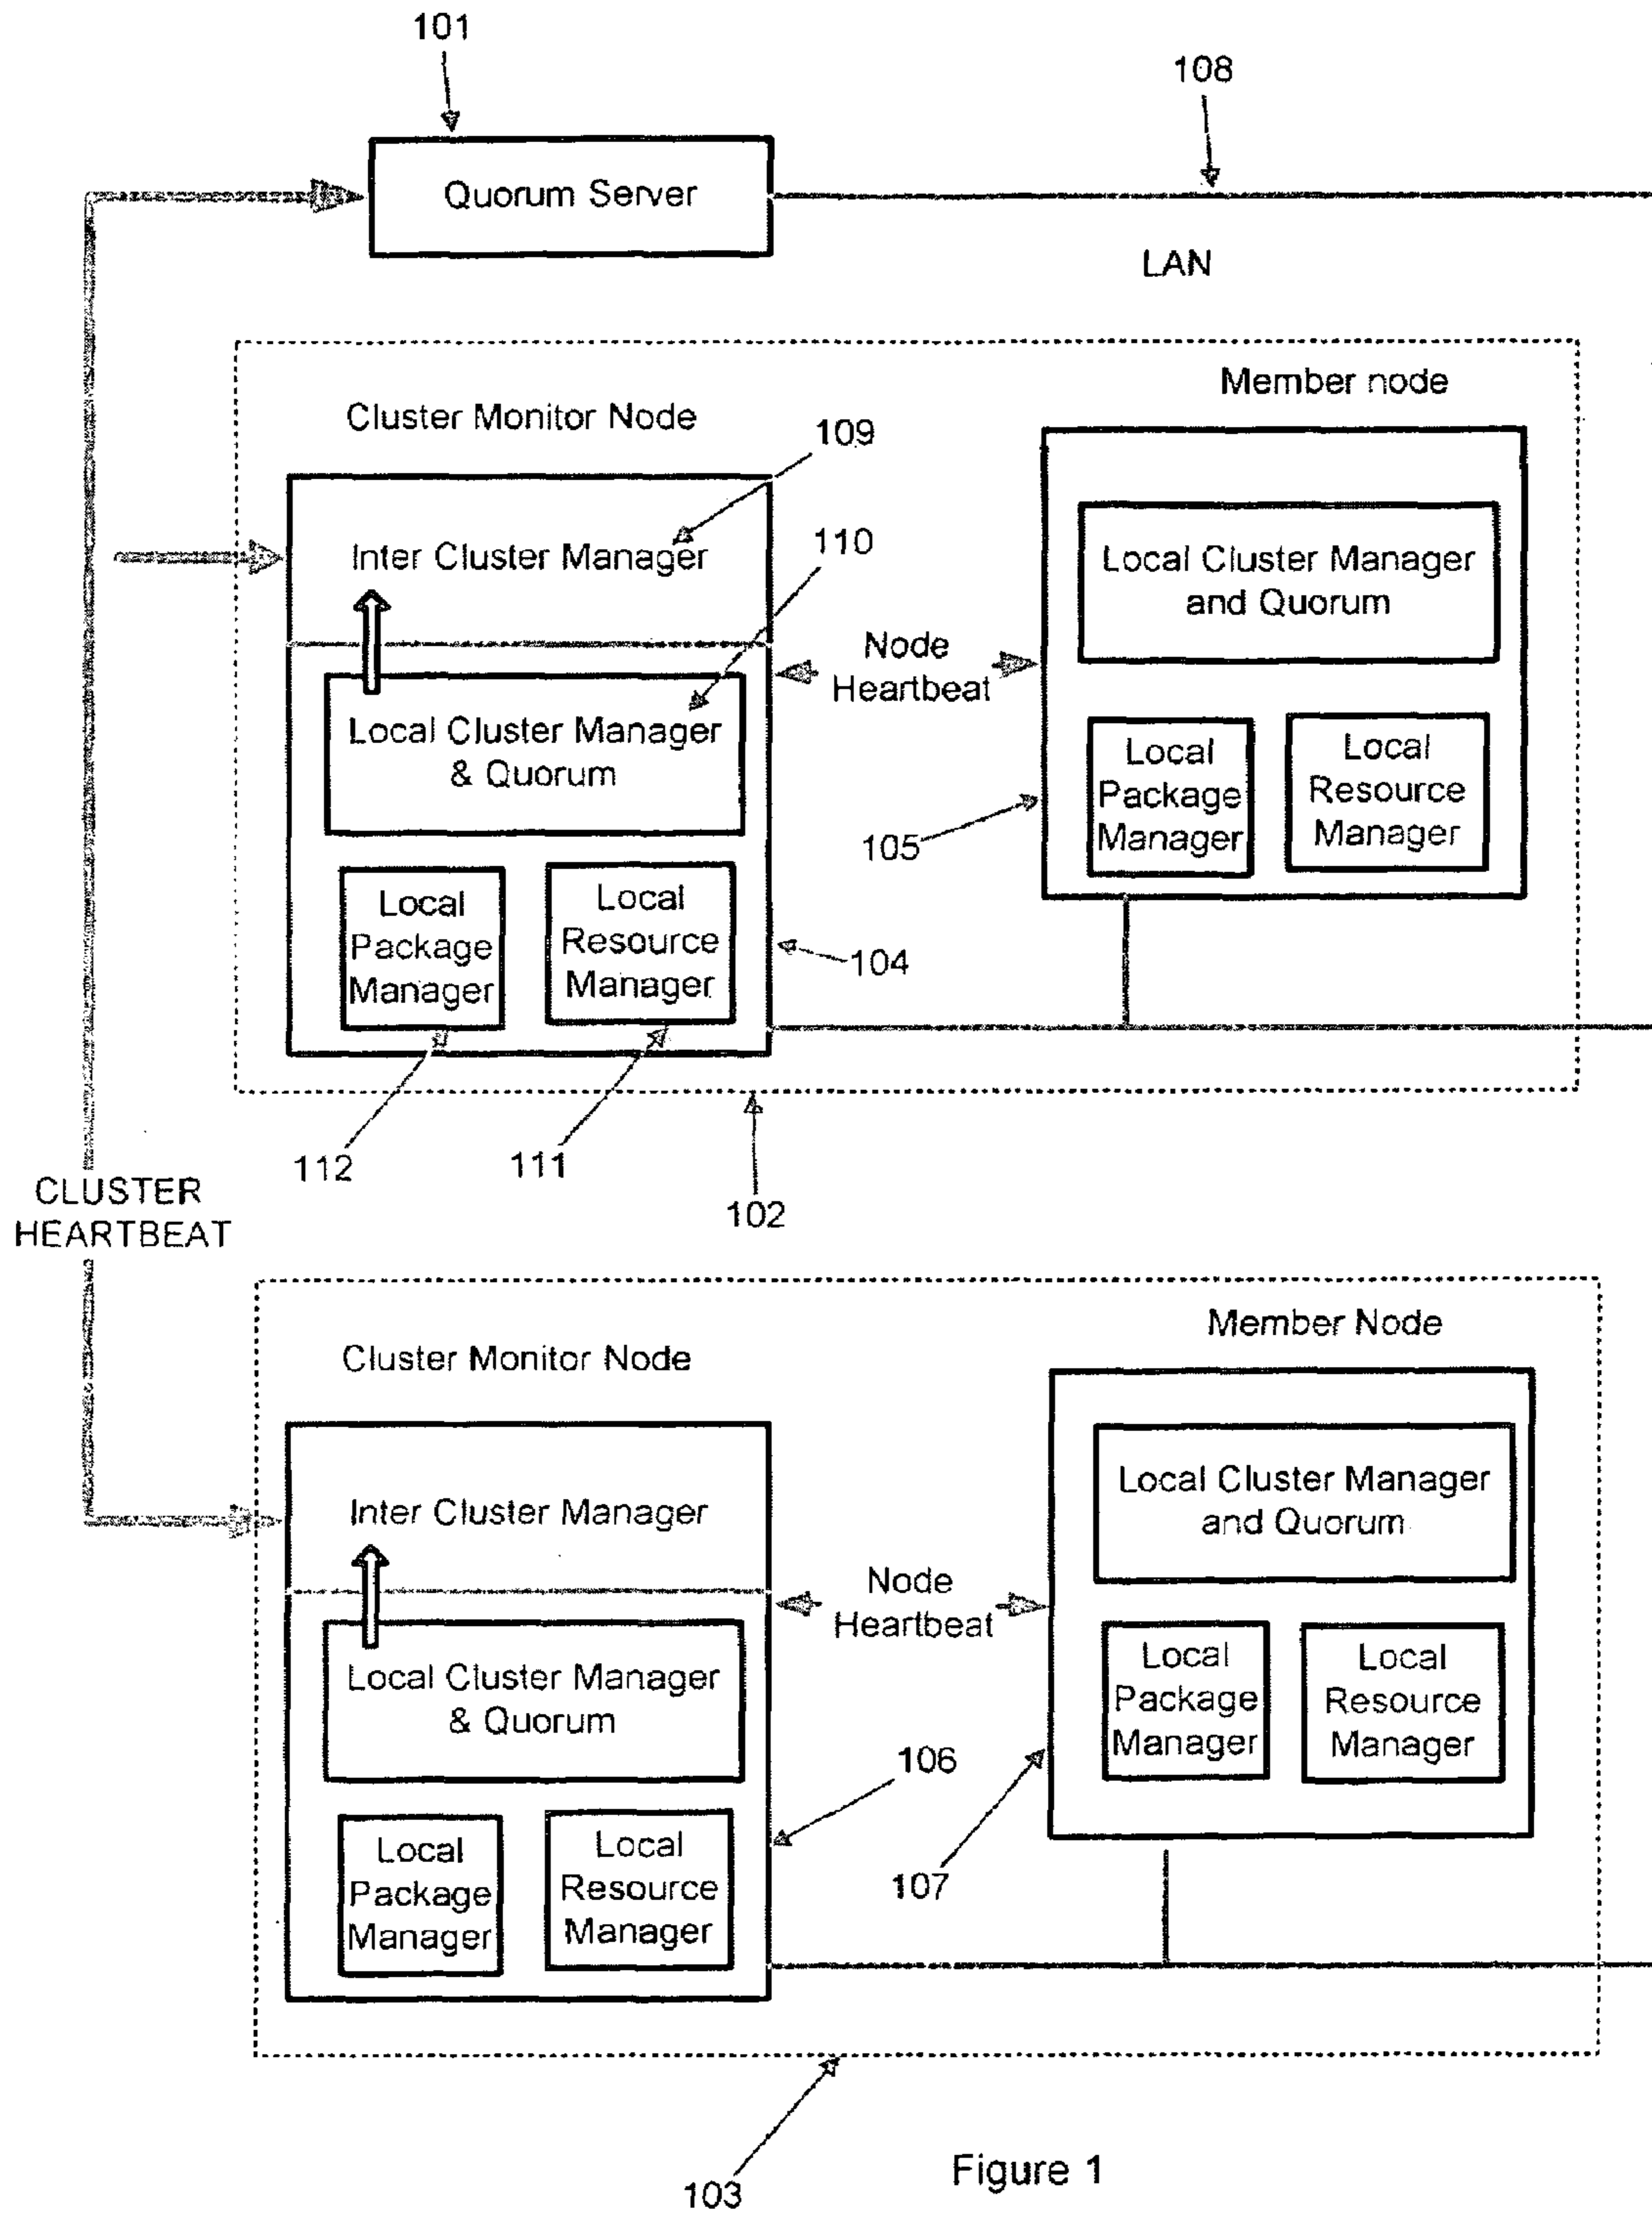 101
108
Quorum Server
LAN
Member node
Cluster Monitor Node
109
Inter Cluster Manager
110
Local Cluster Manager
and Quorum
Node
Heartbeat
Local Cluster Manager
& Quorum
Local
Package
Manager
Local
Resource
Manager
105
Local
Package
Manager
Local
Resource
Manager
104
112
111
102
CLUSTER
HEARTBEAT
Member Node
Cluster Monitor Node
Local Cluster Manager
and Quorum
Inter Cluster Manager
Node
Heartbeat
Local Cluster Manager
& Quorum
Local
Package
Manager
Local
Resource
Manager
106
107
Local
Package
Manager
Local
Resource
Manager
103
Figure 1